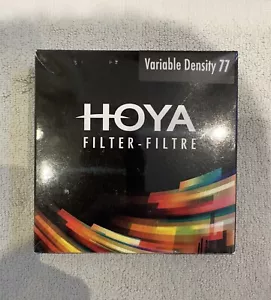 Variable Density 77
HOYA
FILTER-FILTRE